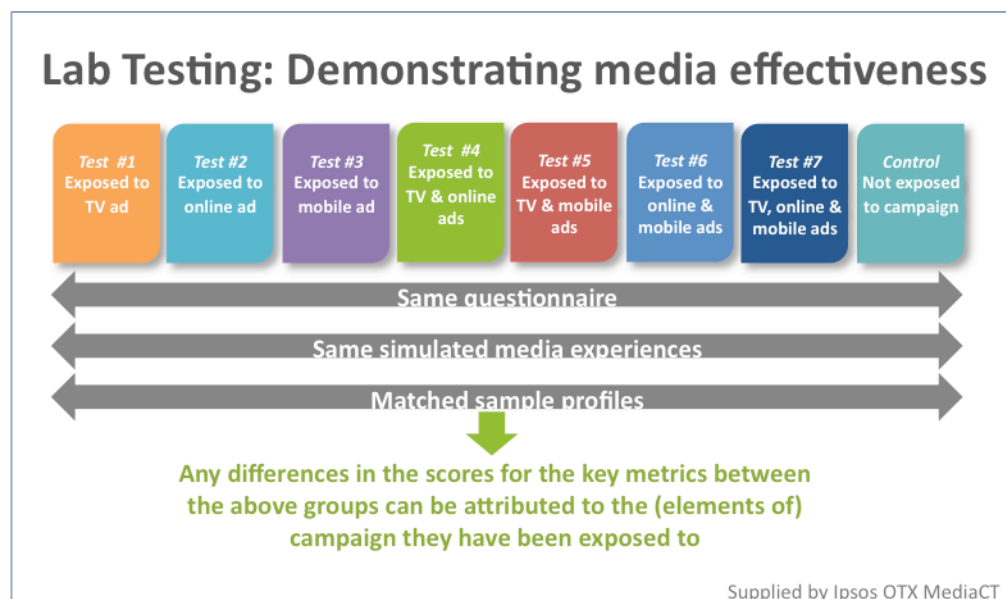 Lab Testing: Demonstrating media effectiveness
Test #1
Exposed to
TV ad
Test #2
Exposed to
online ad
Test #3
Exposed to
mobile ad
Test #4
Exposed to
TV & online
ads
Test #5
Exposed to
TV & mobile
ads
Test #6
Exposed to
online &
mobile ads
Test #7
Exposed to
TV, online &
mobile ads
Control
Not exposed
to campaign
Same questionnaire
Same simulated media experiences
Matched sample profiles
Any differences in the scores for the key metrics between
the above groups can be attributed to the (elements of)
campaign they have been exposed to
Supplied by Ipsos OTX MediaCT